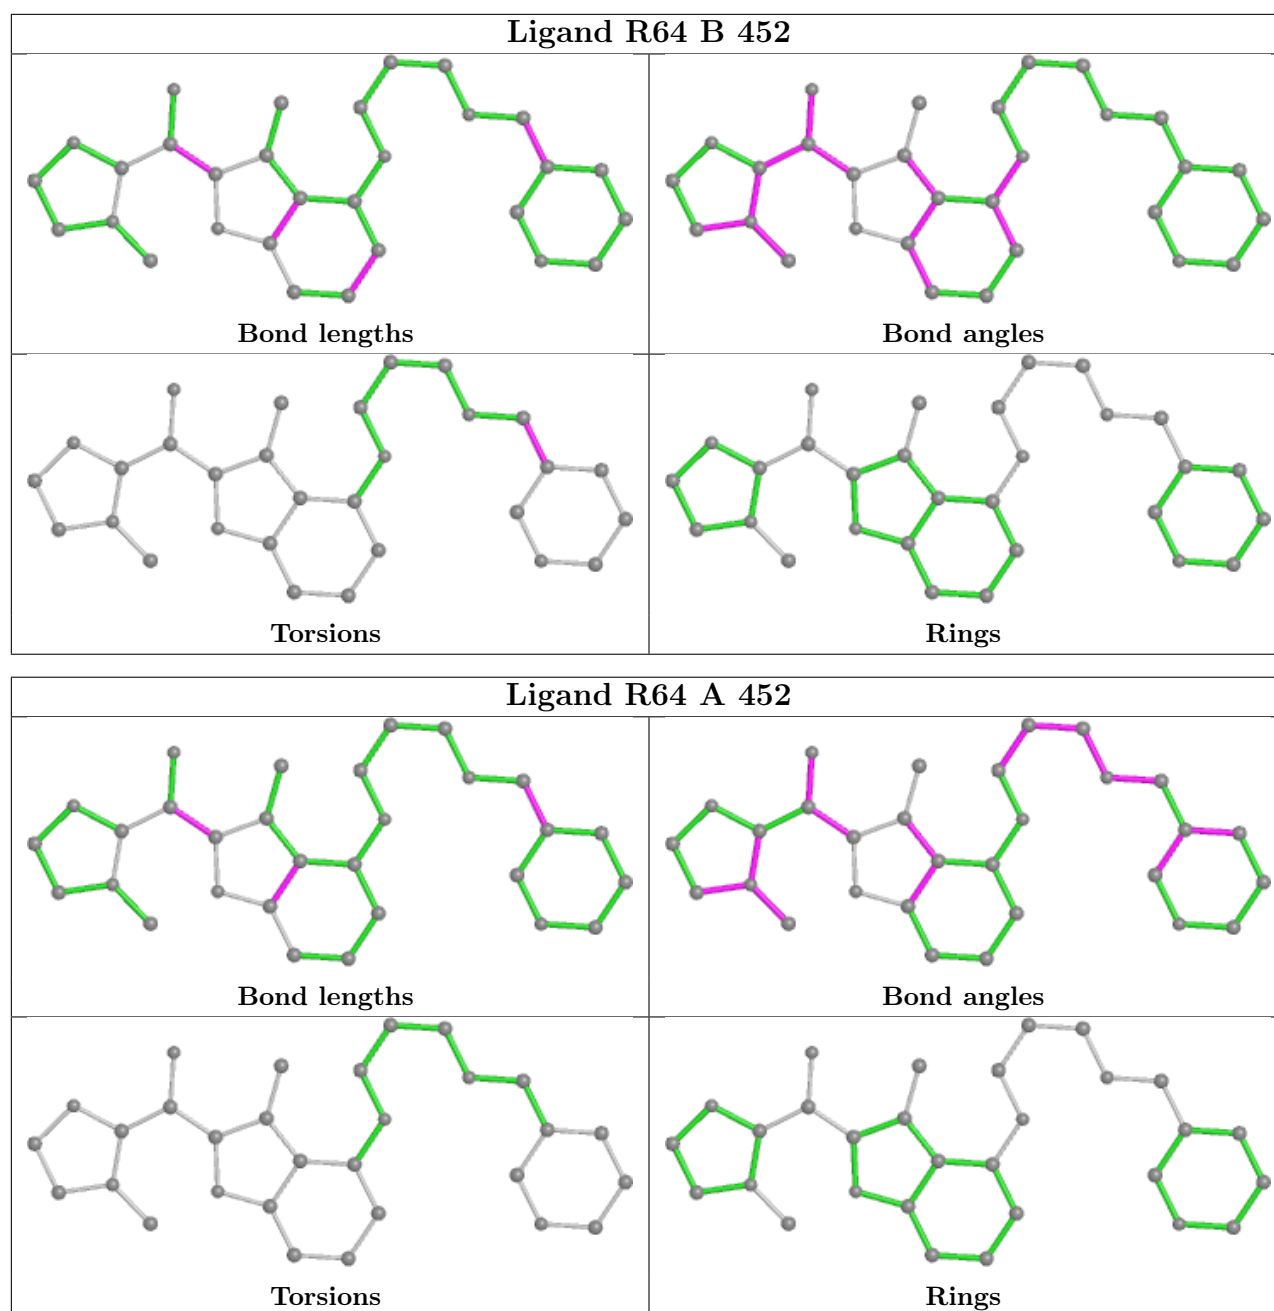 Ligand R64 B 452
Bond lengths
Bond angles
Torsions
Rings
Ligand R64 A 452
Bond lengths
Bond angles
Torsions
Rings